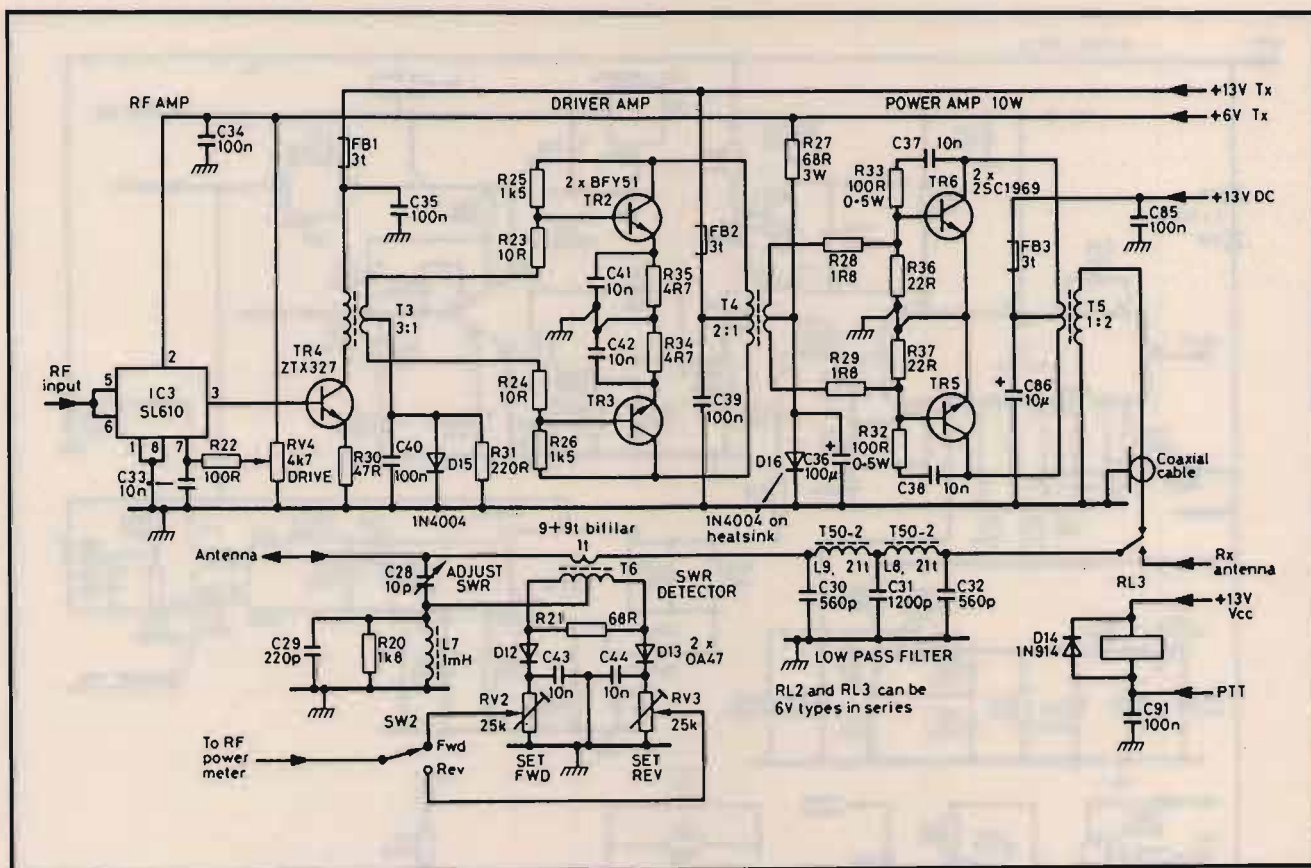 RF AMP
DRIVER AMP
POWER AMP 10W
+13V Tx
+6V Tx
C34
100n
FB1
3t
C35
100n
R25
1k5
2 x BFY51
TR2
R23
10R
C41
10n
R35
4R7
C42
10n
R34
4R7
FB2
3t
R27
68R
3W
C37
10n
R33
100R
0·5W
TR6
2 x
2SC1969
+13V DC
C85
100n
FB3
3t
R28
1R8
R36
22R
T3
3:1
T4
2:1
T5
1:2
TR4
ZTX327
RF
input
5
6
2
IC3
SL610
3
1
8
7
R22
100R
C33
10n
RV4
4k7
DRIVE
R30
47R
C40
100n
D15
1N4004
R31
220R
R24
10R
R26
1k5
TR3
C39
100n
R29
1R8
R37
22R
TR5
+
C86
10µ
D16
+
C36
100µ
R32
100R
0·5W
C38
10n
1N4004 on
heatsink
Coaxial
cable
Antenna
9+9t bifilar
1t
T6
C28
10p
ADJUST
SWR
SWR
DETECTOR
T50-2
L9, 21t
T50-2
L8, 21t
C30
560p
C31
1200p
C32
560p
LOW PASS FILTER
RL2 and RL3 can be
6V types in series
RL3
Rx
antenna
+13V
Vcc
D14
1N914
PTT
C91
100n
C29
220p
R20
1k8
L7
1mH
R21
68R
D12
C43
10n
C44
10n
D13
2 x
OA47
RV2
25k
RV3
25k
SW2
To RF
power
meter
Fwd
Rev
SET
FWD
SET
REV